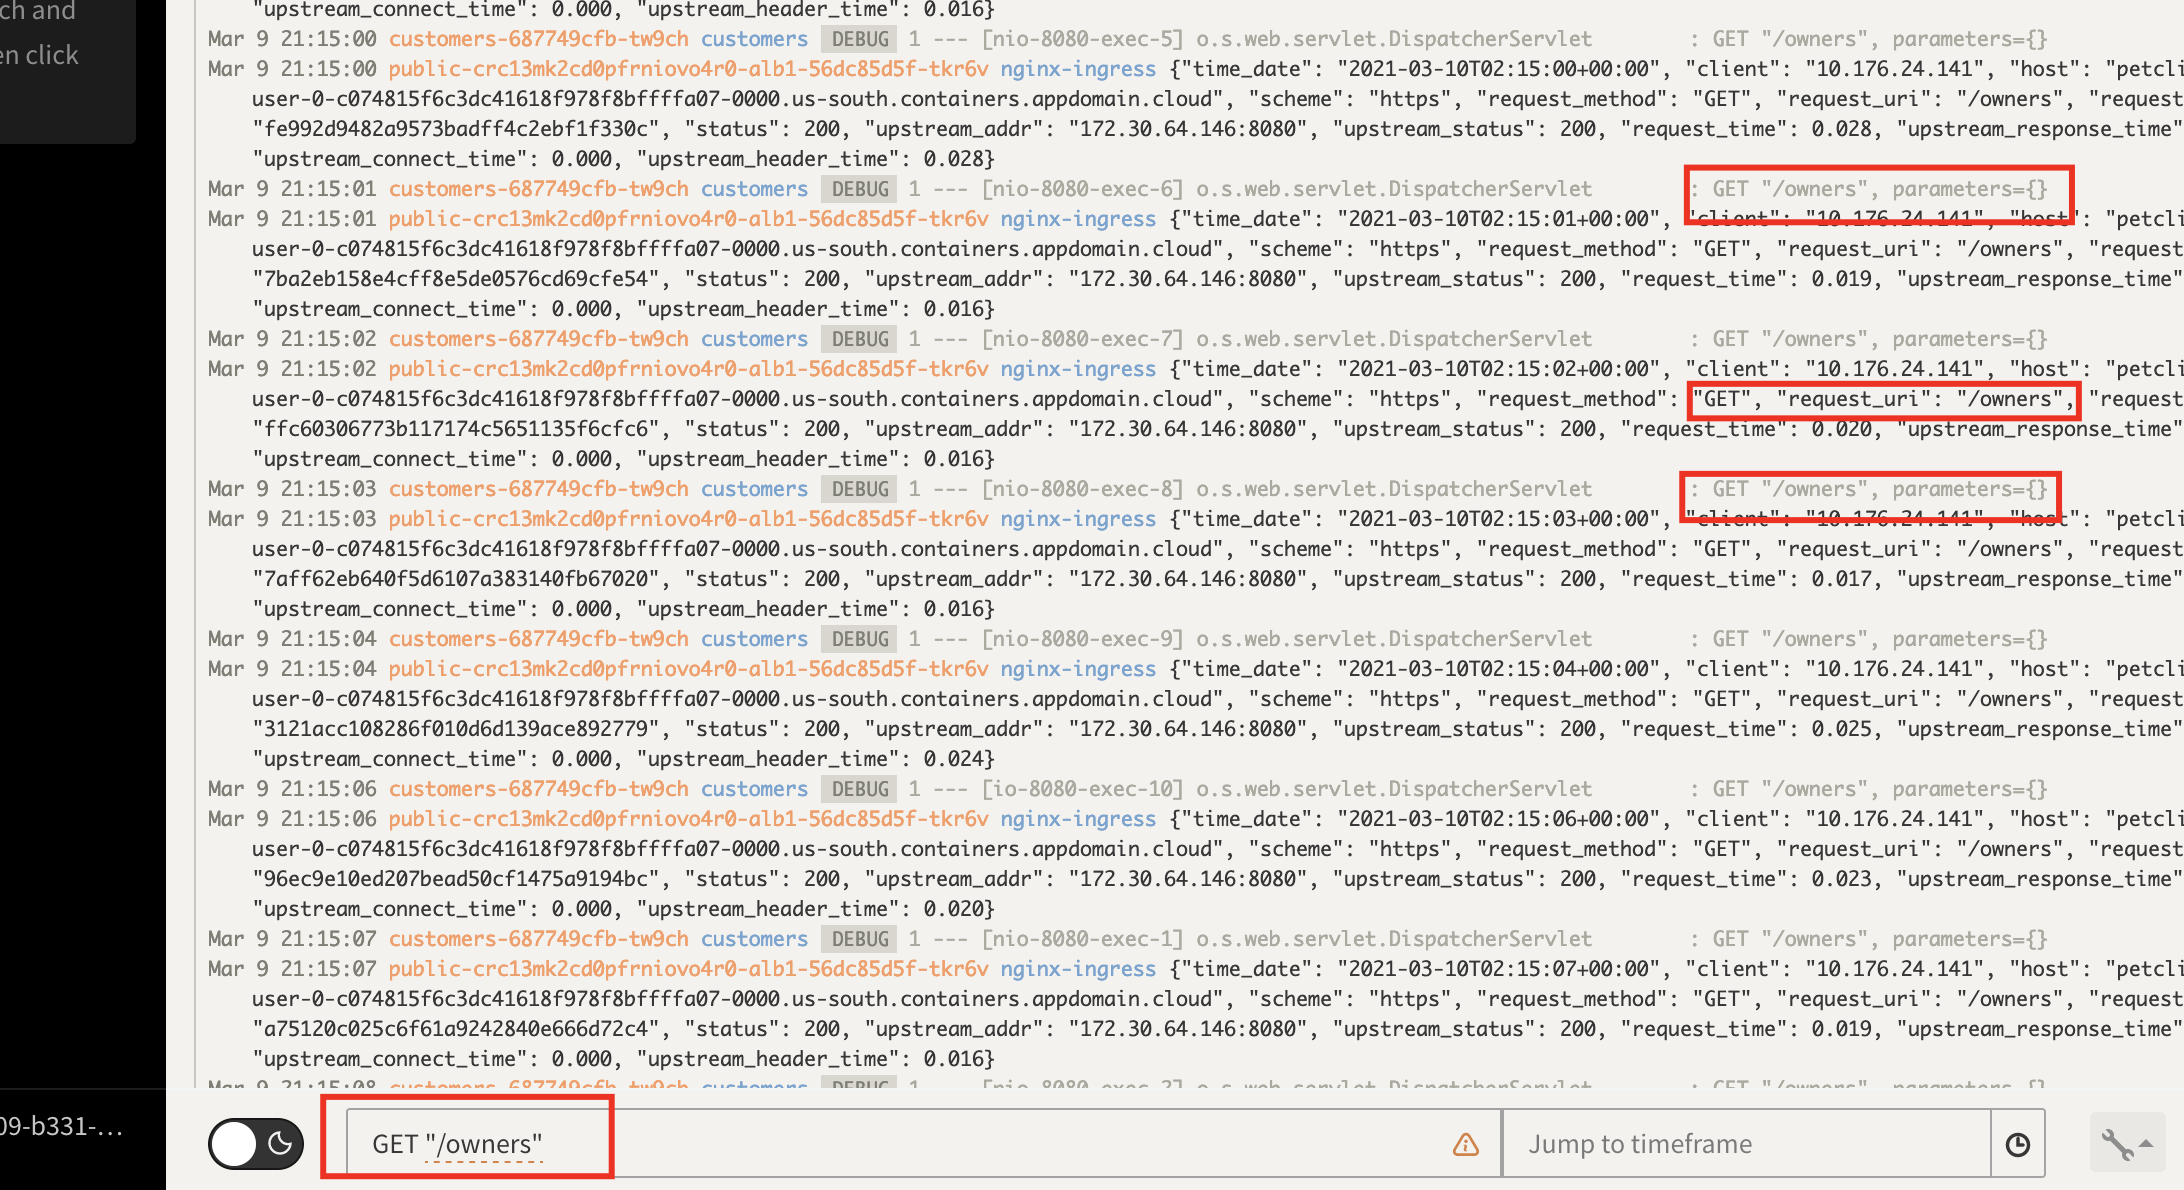 ch and
en click
09-b331-...
"upstream_connect_time": 0.000, "upstream_header_time": 0.016}
Mar 9 21:15:00 customers-687749cfb-tw9ch customers DEBUG 1 --- [nio-8080-exec-5] o.s.web.servlet.DispatcherServlet : GET "/owners", parameters={}
Mar 9 21:15:00 public-crc13mk2cd0pfrniovo4r0-alb1-56dc85d5f-tkr6v nginx-ingress {"time_date": "2021-03-10T02:15:00+00:00", "client": "10.176.24.141", "host": "petcli
user-0-c074815f6c3dc41618f978f8bffffa07-0000.us-south.containers.appdomain.cloud", "scheme": "https", "request_method": "GET", "request_uri": "/owners", "request
"fe992d9482a9573badff4c2ebf1f330c", "status": 200, "upstream_addr": "172.30.64.146:8080", "upstream_status": 200, "request_time": 0.028, "upstream_response_time"
"upstream_connect_time": 0.000, "upstream_header_time": 0.028}
Mar 9 21:15:01 customers-687749cfb-tw9ch customers DEBUG 1 --- [nio-8080-exec-6] o.s.web.servlet.DispatcherServlet : GET "/owners", parameters={}
Mar 9 21:15:01 public-crc13mk2cd0pfrniovo4r0-alb1-56dc85d5f-tkr6v nginx-ingress {"time_date": "2021-03-10T02:15:01+00:00", "client": "10.176.24.141", "host": "petcli
user-0-c074815f6c3dc41618f978f8bffffa07-0000.us-south.containers.appdomain.cloud", "scheme": "https", "request_method": "GET", "request_uri": "/owners", "request
"7ba2eb158e4cff8e5de0576cd69cfe54", "status": 200, "upstream_addr": "172.30.64.146:8080", "upstream_status": 200, "request_time": 0.019, "upstream_response_time"
"upstream_connect_time": 0.000, "upstream_header_time": 0.016}
Mar 9 21:15:02 customers-687749cfb-tw9ch customers DEBUG 1 --- [nio-8080-exec-7] o.s.web.servlet.DispatcherServlet : GET "/owners", parameters={}
Mar 9 21:15:02 public-crc13mk2cd0pfrniovo4r0-alb1-56dc85d5f-tkr6v nginx-ingress {"time_date": "2021-03-10T02:15:02+00:00", "client": "10.176.24.141", "host": "petcli
user-0-c074815f6c3dc41618f978f8bffffa07-0000.us-south.containers.appdomain.cloud", "scheme": "https", "request_method": "GET", "request_uri": "/owners", "request
"ffc60306773b117174c5651135f6cfc6", "status": 200, "upstream_addr": "172.30.64.146:8080", "upstream_status": 200, "request_time": 0.020, "upstream_response_time"
"upstream_connect_time": 0.000, "upstream_header_time": 0.016}
Mar 9 21:15:03 customers-687749cfb-tw9ch customers DEBUG 1 --- [nio-8080-exec-8] o.s.web.servlet.DispatcherServlet : GET "/owners", parameters={}
Mar 9 21:15:03 public-crc13mk2cd0pfrniovo4r0-alb1-56dc85d5f-tkr6v nginx-ingress {"time_date": "2021-03-10T02:15:03+00:00", "client": "10.176.24.141", "host": "petcli
user-0-c074815f6c3dc41618f978f8bffffa07-0000.us-south.containers.appdomain.cloud", "scheme": "https", "request_method": "GET", "request_uri": "/owners", "request
"7aff62eb640f5d6107a383140fb67020", "status": 200, "upstream_addr": "172.30.64.146:8080", "upstream_status": 200, "request_time": 0.017, "upstream_response_time"
"upstream_connect_time": 0.000, "upstream_header_time": 0.016}
Mar 9 21:15:04 customers-687749cfb-tw9ch customers DEBUG 1 --- [nio-8080-exec-9] o.s.web.servlet.DispatcherServlet : GET "/owners", parameters={}
Mar 9 21:15:04 public-crc13mk2cd0pfrniovo4r0-alb1-56dc85d5f-tkr6v nginx-ingress {"time_date": "2021-03-10T02:15:04+00:00", "client": "10.176.24.141", "host": "petcli
user-0-c074815f6c3dc41618f978f8bffffa07-0000.us-south.containers.appdomain.cloud", "scheme": "https", "request_method": "GET", "request_uri": "/owners", "request
"3121acc108286f010d6d139ace892779", "status": 200, "upstream_addr": "172.30.64.146:8080", "upstream_status": 200, "request_time": 0.025, "upstream_response_time"
"upstream_connect_time": 0.000, "upstream_header_time": 0.024}
Mar 9 21:15:06 customers-687749cfb-tw9ch customers DEBUG 1 --- [io-8080-exec-10] o.s.web.servlet.DispatcherServlet : GET "/owners", parameters={}
Mar 9 21:15:06 public-crc13mk2cd0pfrniovo4r0-alb1-56dc85d5f-tkr6v nginx-ingress {"time_date": "2021-03-10T02:15:06+00:00", "client": "10.176.24.141", "host": "petcli
user-0-c074815f6c3dc41618f978f8bffffa07-0000.us-south.containers.appdomain.cloud", "scheme": "https", "request_method": "GET", "request_uri": "/owners", "request
"96ec9e10ed207bead50cf1475a9194bc", "status": 200, "upstream_addr": "172.30.64.146:8080", "upstream_status": 200, "request_time": 0.023, "upstream_response_time"
"upstream_connect_time": 0.000, "upstream_header_time": 0.020}
Mar 9 21:15:07 customers-687749cfb-tw9ch customers DEBUG 1 --- [nio-8080-exec-1] o.s.web.servlet.DispatcherServlet : GET "/owners", parameters={}
Mar 9 21:15:07 public-crc13mk2cd0pfrniovo4r0-alb1-56dc85d5f-tkr6v nginx-ingress {"time_date": "2021-03-10T02:15:07+00:00", "client": "10.176.24.141", "host": "petcli
user-0-c074815f6c3dc41618f978f8bffffa07-0000.us-south.containers.appdomain.cloud", "scheme": "https", "request_method": "GET", "request_uri": "/owners", "request
"a75120c025c6f61a9242840e666d72c4", "status": 200, "upstream_addr": "172.30.64.146:8080", "upstream_status": 200, "request_time": 0.019, "upstream_response_time"
"upstream_connect_time": 0.000, "upstream_header_time": 0.016}
Mar 9 21:15:08 customers-687749cfb-tw9ch customers DEBUG 1 --- [nio-8080-exec-2] o.s.web.servlet.DispatcherServlet : GET "/owners", parameters={}
GET "/owners"
Jump to timeframe